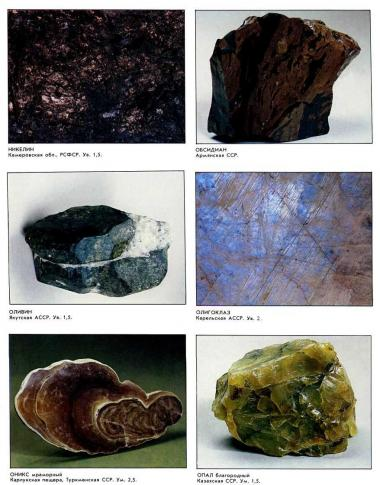 НИКЕЛИН
Кемеровская обл., РСФСР. Ув. 1,5.
ОБСИДИАН
Армянская ССР.
ОЛИВИН
Якутская АССР. Ув. 1,5.
ОЛИГОКЛАЗ
Карельская АССР. Ув. 2.
ОНИКС мраморный
Карлюкская пещера, Туркменская ССР. Ум. 2,5.
ОПАЛ благородный
Казахская ССР. Ум. 1,5.